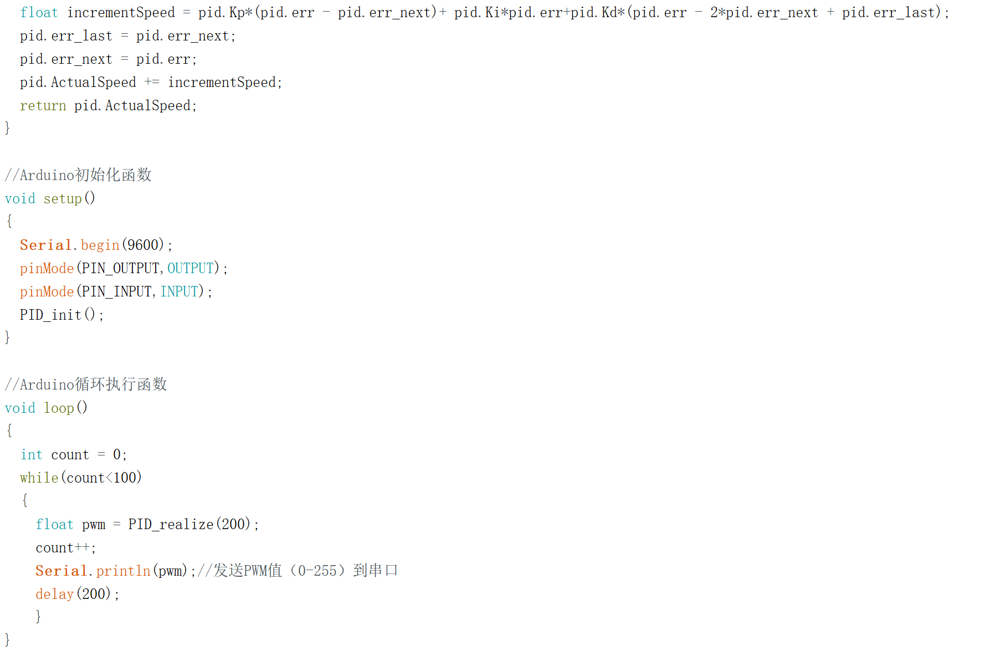 float incrementSpeed = pid.Kp*(pid.err - pid.err_next)+ pid.Ki*pid.err+pid.Kd*(pid.err - 2*pid.err_next + pid.err_last);
pid.err_last = pid.err_next;
pid.err_next = pid.err;
pid.ActualSpeed += incrementSpeed;
return pid.ActualSpeed;
}
//Arduino初始化函数
void setup()
{
Serial.begin(9600);
pinMode(PIN_OUTPUT,OUTPUT);
pinMode(PIN_INPUT,INPUT);
PID_init();
}
//Arduino循环执行函数
void loop()
{
int count = 0;
while(count<100)
{
float pwm = PID_realize(200);
count++;
Serial.println(pwm);//发送PWM值（0-255）到串口
delay(200);
}
}